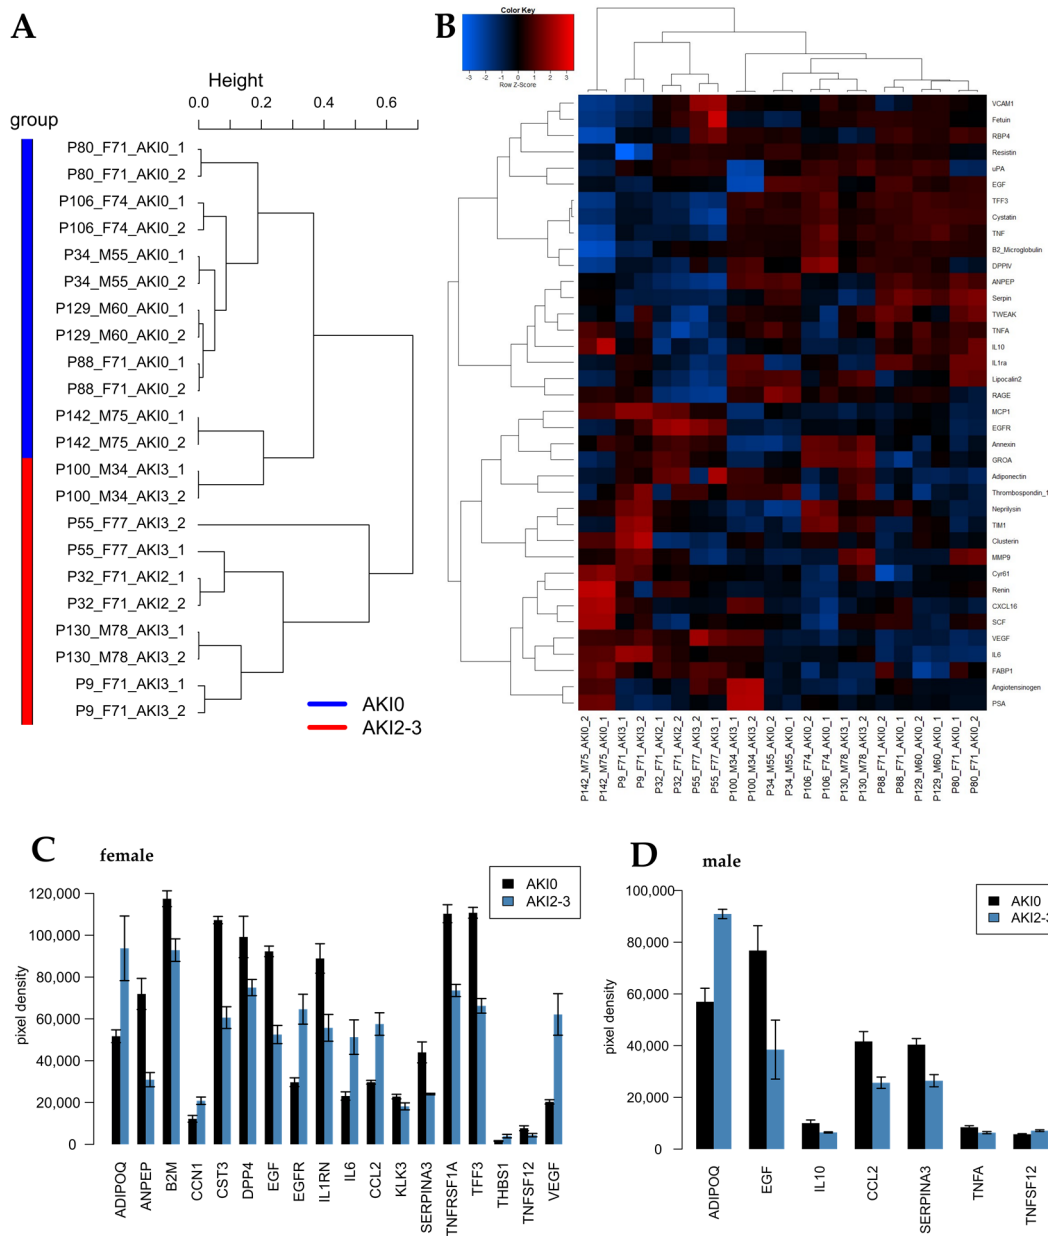 A
Height
0.0 0.2 0.4 0.6
group
P80_F71_AKI0_1
P80_F71_AKI0_2
P106_F74_AKI0_1
P106_F74_AKI0_2
P34_M55_AKI0_1
P34_M55_AKI0_2
P129_M60_AKI0_1
P129_M60_AKI0_2
P88_F71_AKI0_1
P88_F71_AKI0_2
P142_M75_AKI0_1
P142_M75_AKI0_2
P100_M34_AKI3_1
P100_M34_AKI3_2
P55_F77_AKI3_2
P55_F77_AKI3_1
P32_F71_AKI2_1
P32_F71_AKI2_2
P130_M78_AKI3_1
P130_M78_AKI3_2
P9_F71_AKI3_1
P9_F71_AKI3_2
AKI0
AKI2-3
B
Color Key
-3 -2 -1 0 1 2 3
Row Z-Score
VCAM1
Fetuin
RBP4
Resistin
uPA
EGF
TFF3
Cystatin
TNF
B2_Microglobulin
DPPIV
ANPEP
Serpin
TWEAK
TNFA
IL10
IL1ra
Lipocalin2
RAGE
MCP1
EGFR
Annexin
GROA
Adiponectin
Thrombospondin_1
Neprilysin
TIM1
Clusterin
MMP9
Cyr61
Renin
CXCL16
SCF
VEGF
IL6
FABP1
Angiotensinogen
PSA
P142_M75_AKI0_2
P142_M75_AKI0_1
P9_F71_AKI3_1
P9_F71_AKI3_2
P32_F71_AKI2_1
P32_F71_AKI2_2
P55_F77_AKI3_2
P55_F77_AKI3_1
P100_M34_AKI3_1
P100_M34_AKI3_2
P34_M55_AKI0_2
P34_M55_AKI0_1
P106_F74_AKI0_2
P106_F74_AKI0_1
P130_M78_AKI3_1
P130_M78_AKI3_2
P88_F71_AKI0_2
P88_F71_AKI0_1
P129_M60_AKI0_2
P129_M60_AKI0_1
P80_F71_AKI0_1
P80_F71_AKI0_2
C
female
AKI0
AKI2-3
pixel density
120,000
100,000
80,000
60,000
40,000
20,000
0
ADIPOQ
ANPEP
B2M
CCN1
CST3
DPP4
EGF
EGFR
IL1RN
IL6
CCL2
KLK3
SERPINA3
TNFRSF1A
TFF3
THBS1
TNFSF12
VEGF
D
male
AKI0
AKI2-3
pixel density
100,000
80,000
60,000
40,000
20,000
0
ADIPOQ
EGF
IL10
CCL2
SERPINA3
TNFA
TNFSF12